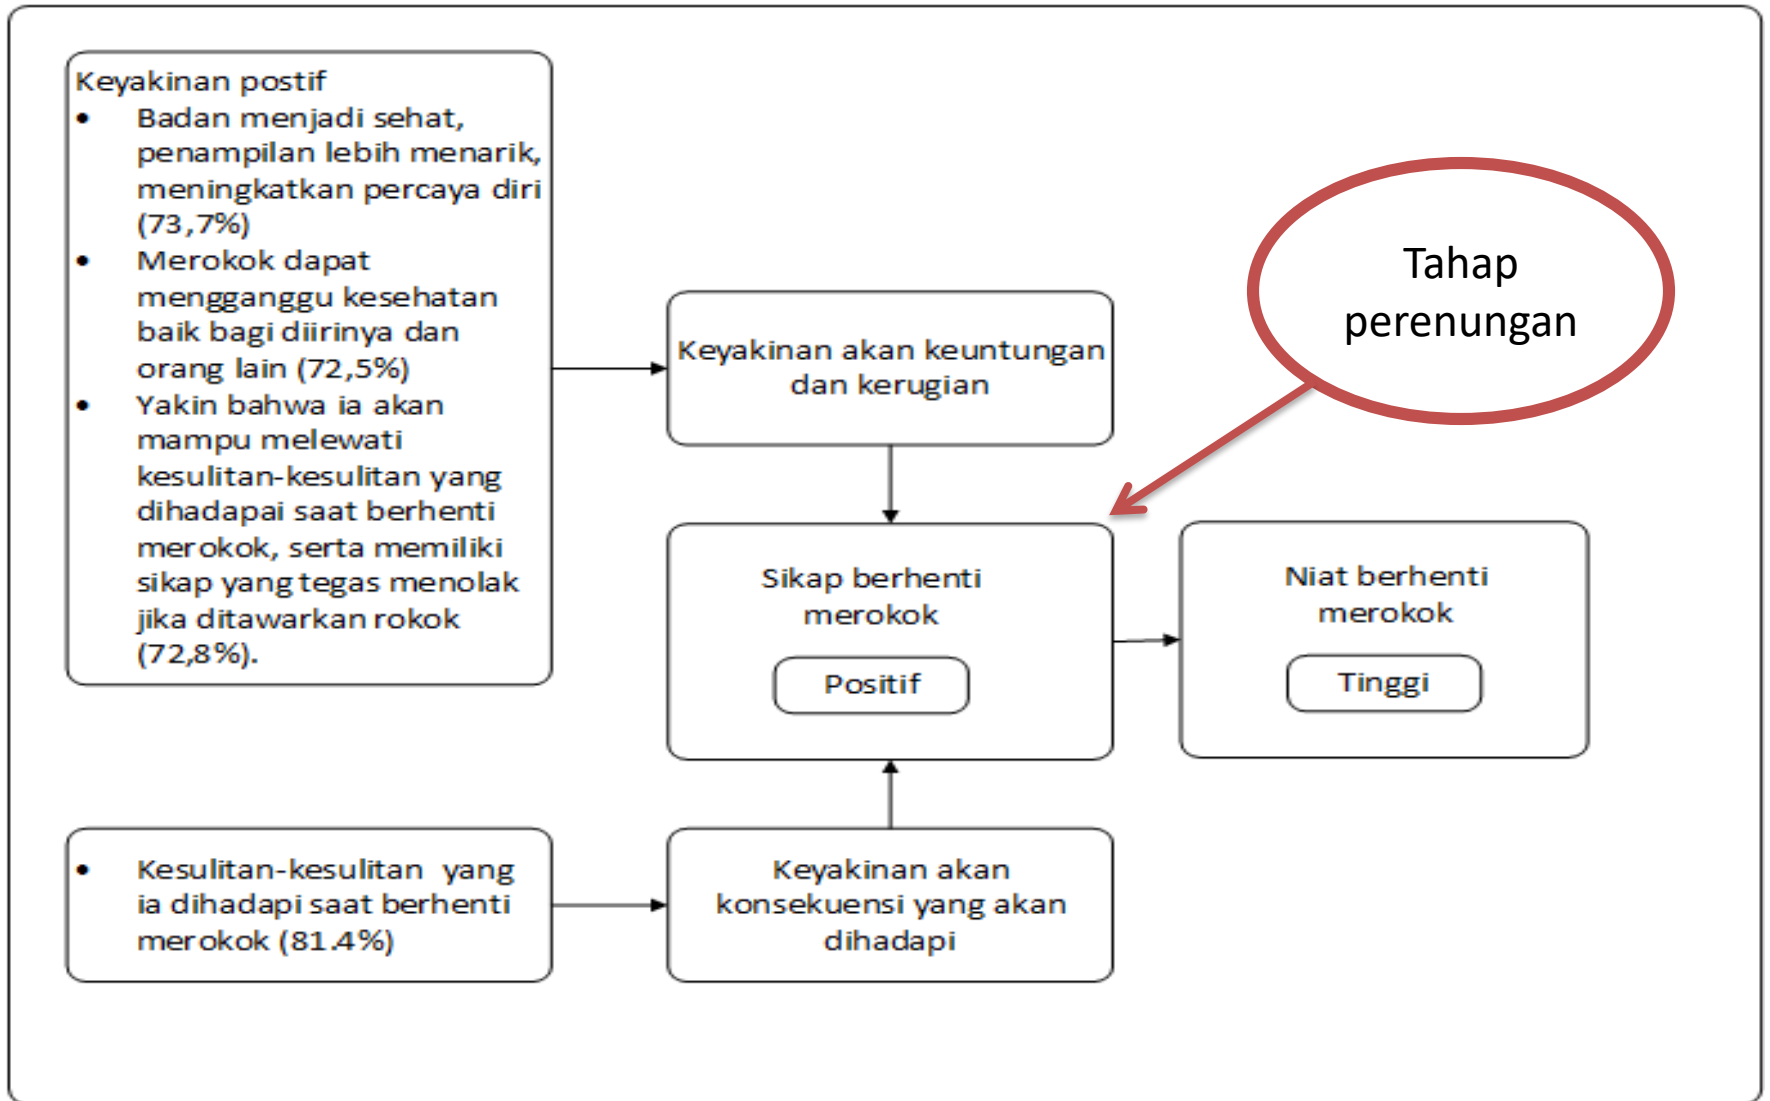 Keyakinan postif
• Badan menjadi sehat,
penampilan lebih menarik,
meningkatkan percaya diri
(73,7%)
• Merokok dapat
mengganggu kesehatan
baik bagi diirinya dan
orang lain (72,5%)
• Yakin bahwa ia akan
mampu melewati
kesulitan-kesulitan yang
dihadapai saat berhenti
merokok, serta memiliki
sikap yang tegas menolak
jika ditawarkan rokok
(72,8%).
Keyakinan akan keuntungan
dan kerugian
Tahap
perenungan
Sikap berhenti
merokok
Positif
Niat berhenti
merokok
Tinggi
• Kesulitan-kesulitan yang
ia dihadapi saat berhenti
merokok (81.4%)
Keyakinan akan
konsekuensi yang akan
dihadapi